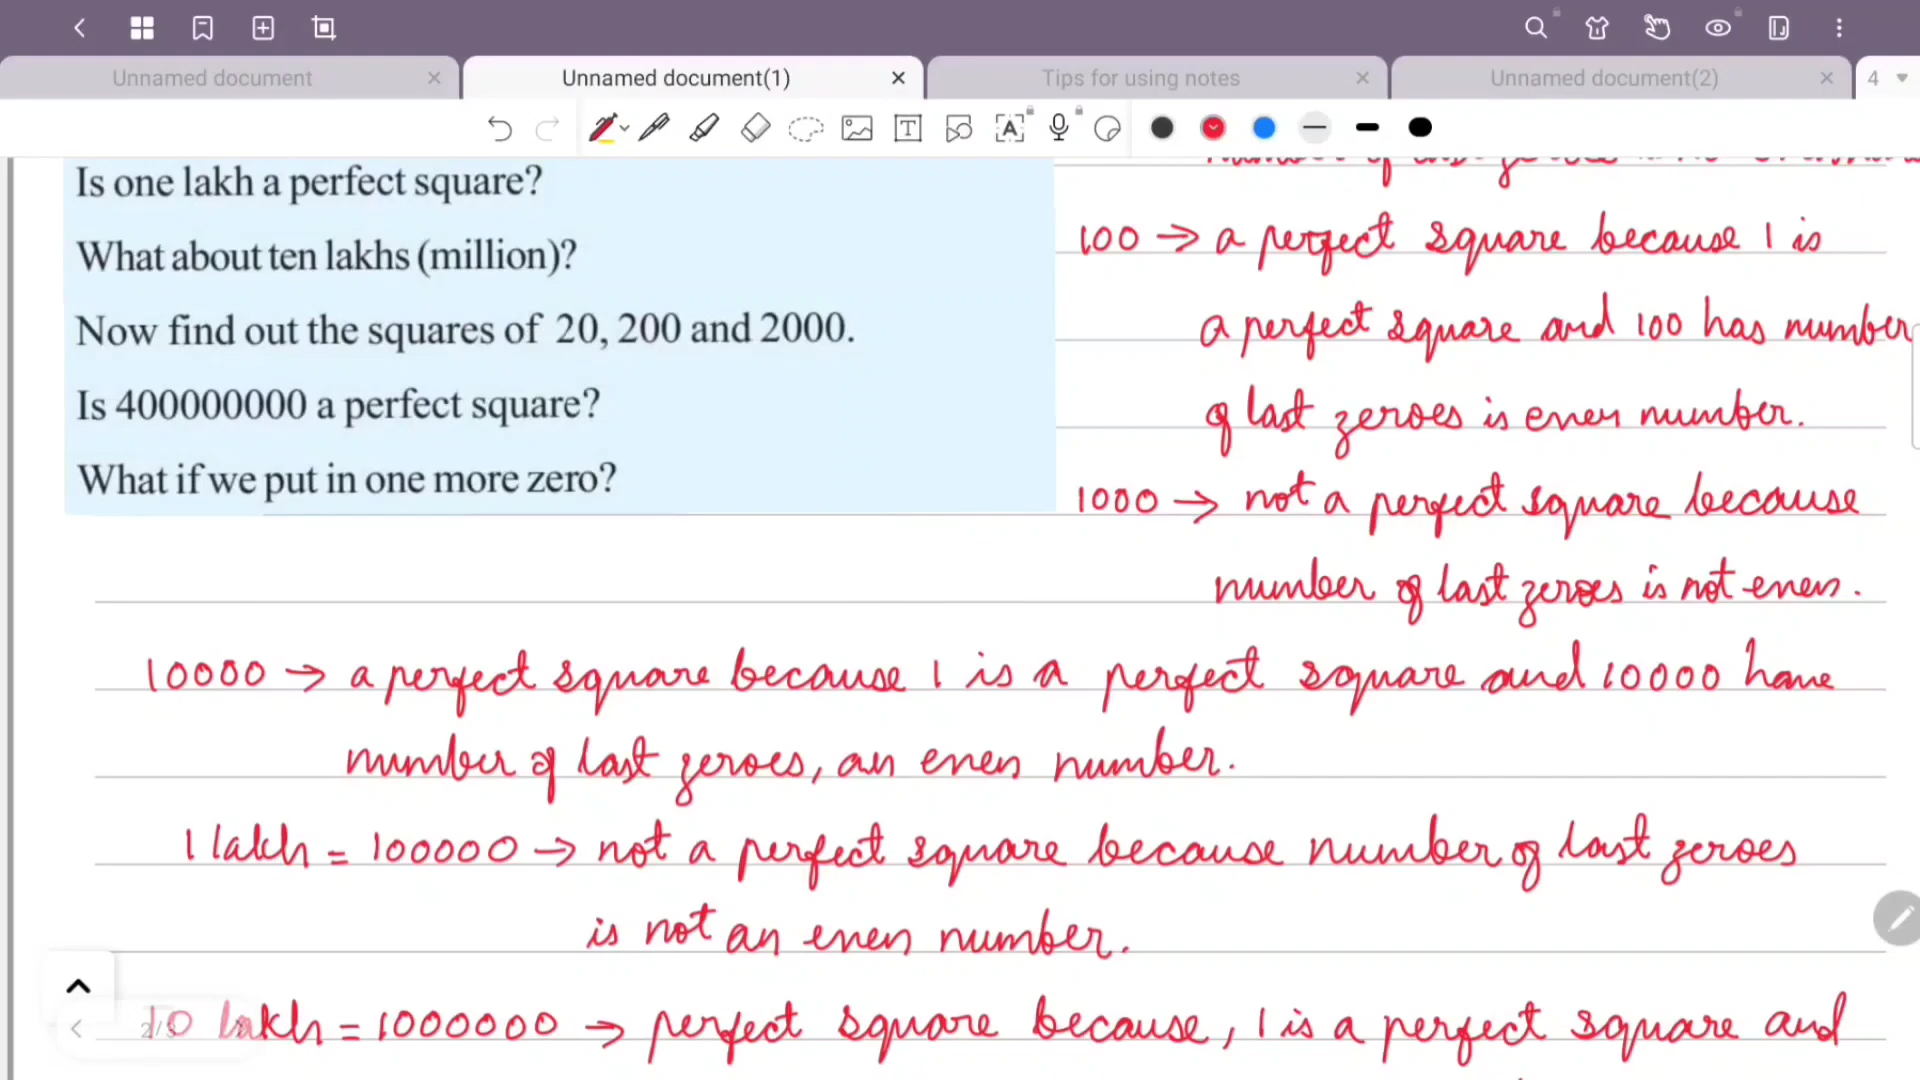 Unnamed document
Unnamed document(1)
Tips for using notes
Unnamed document(2)
4
Is one lakh a perfect square?
What about ten lakhs (million)?
Now find out the squares of 20, 200 and 2000.
Is 400000000 a perfect square?
What if we put in one more zero?
100 → a perfect square because 1 is
a perfect square and 100 has number
of last zeroes is even number.
1000 → not a perfect square because
number of last zeroes is not even.
10000 → a perfect square because 1 is a perfect square and 10000 have
number of last zeroes, an even number.
1 lakh = 100000 → not a perfect square because number of last zeroes
is not an even number.
10 lakh = 1000000 → perfect square because, 1 is a perfect square and
2/3